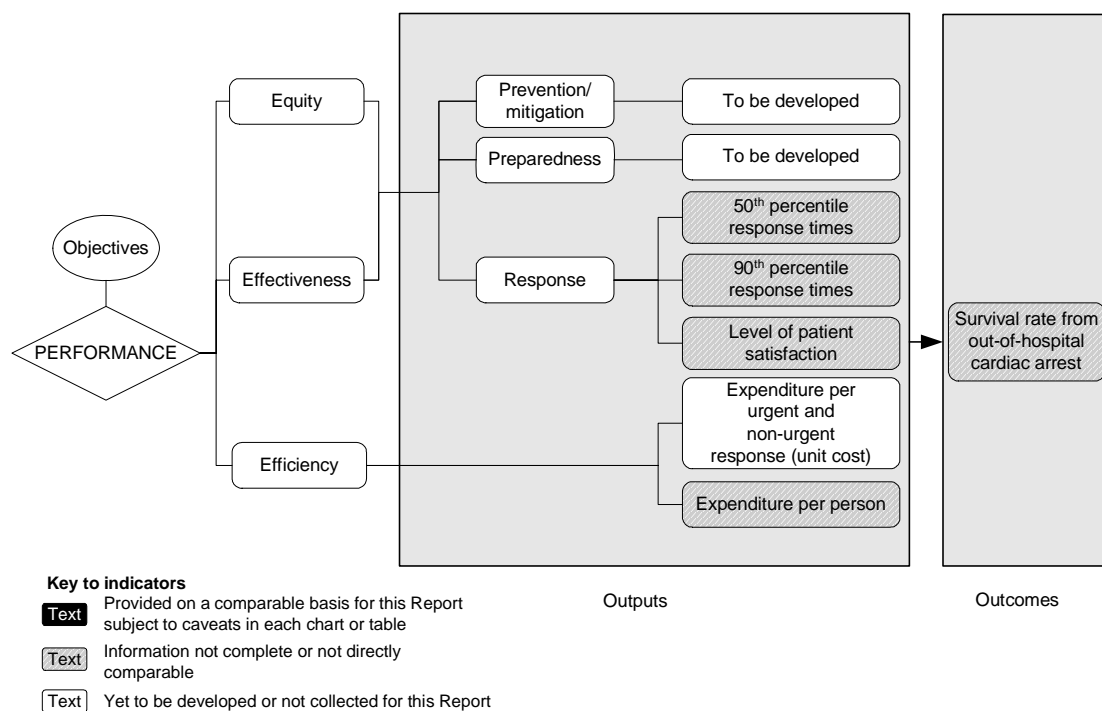 Equity
Prevention/
mitigation
To be developed
Preparedness
To be developed
50th percentile
response times
Objectives
Effectiveness
Response
90th percentile
response times
PERFORMANCE
Level of patient
satisfaction
Survival rate from
out-of-hospital
cardiac arrest
Expenditure per
urgent and
non-urgent
response (unit cost)
Efficiency
Expenditure per person
Key to indicators
Text
Provided on a comparable basis for this Report
subject to caveats in each chart or table
Text
Information not complete or not directly
comparable
Text
Yet to be developed or not collected for this Report
Outputs
Outcomes